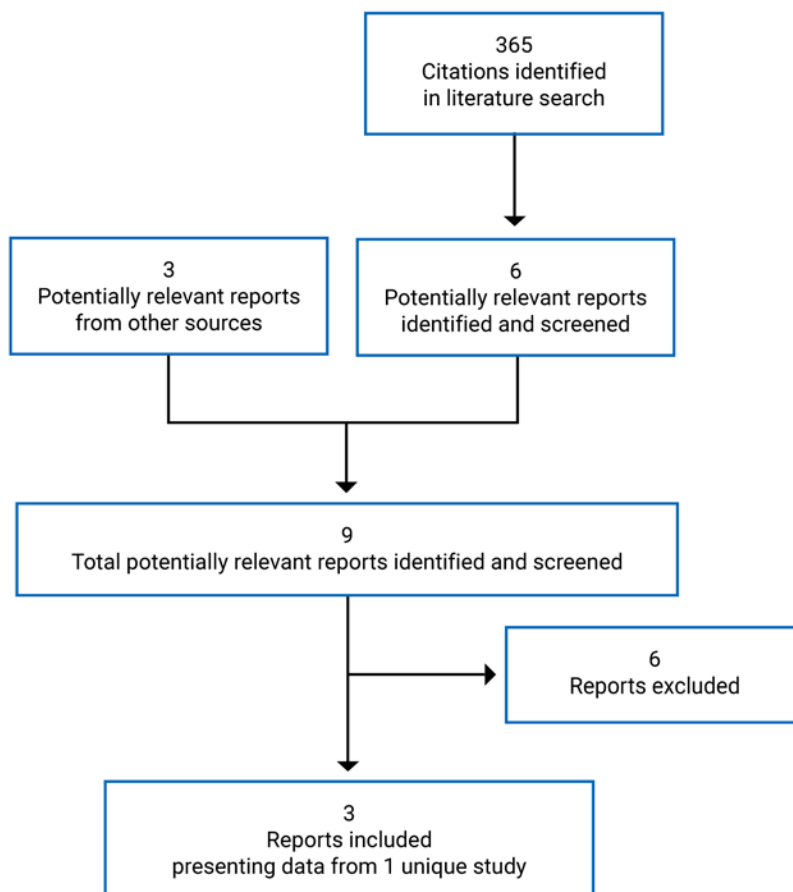 365
Citations identified
in literature search
3
Potentially relevant reports
from other sources
6
Potentially relevant reports
identified and screened
9
Total potentially relevant reports identified and screened
6
Reports excluded
3
Reports included
presenting data from 1 unique study